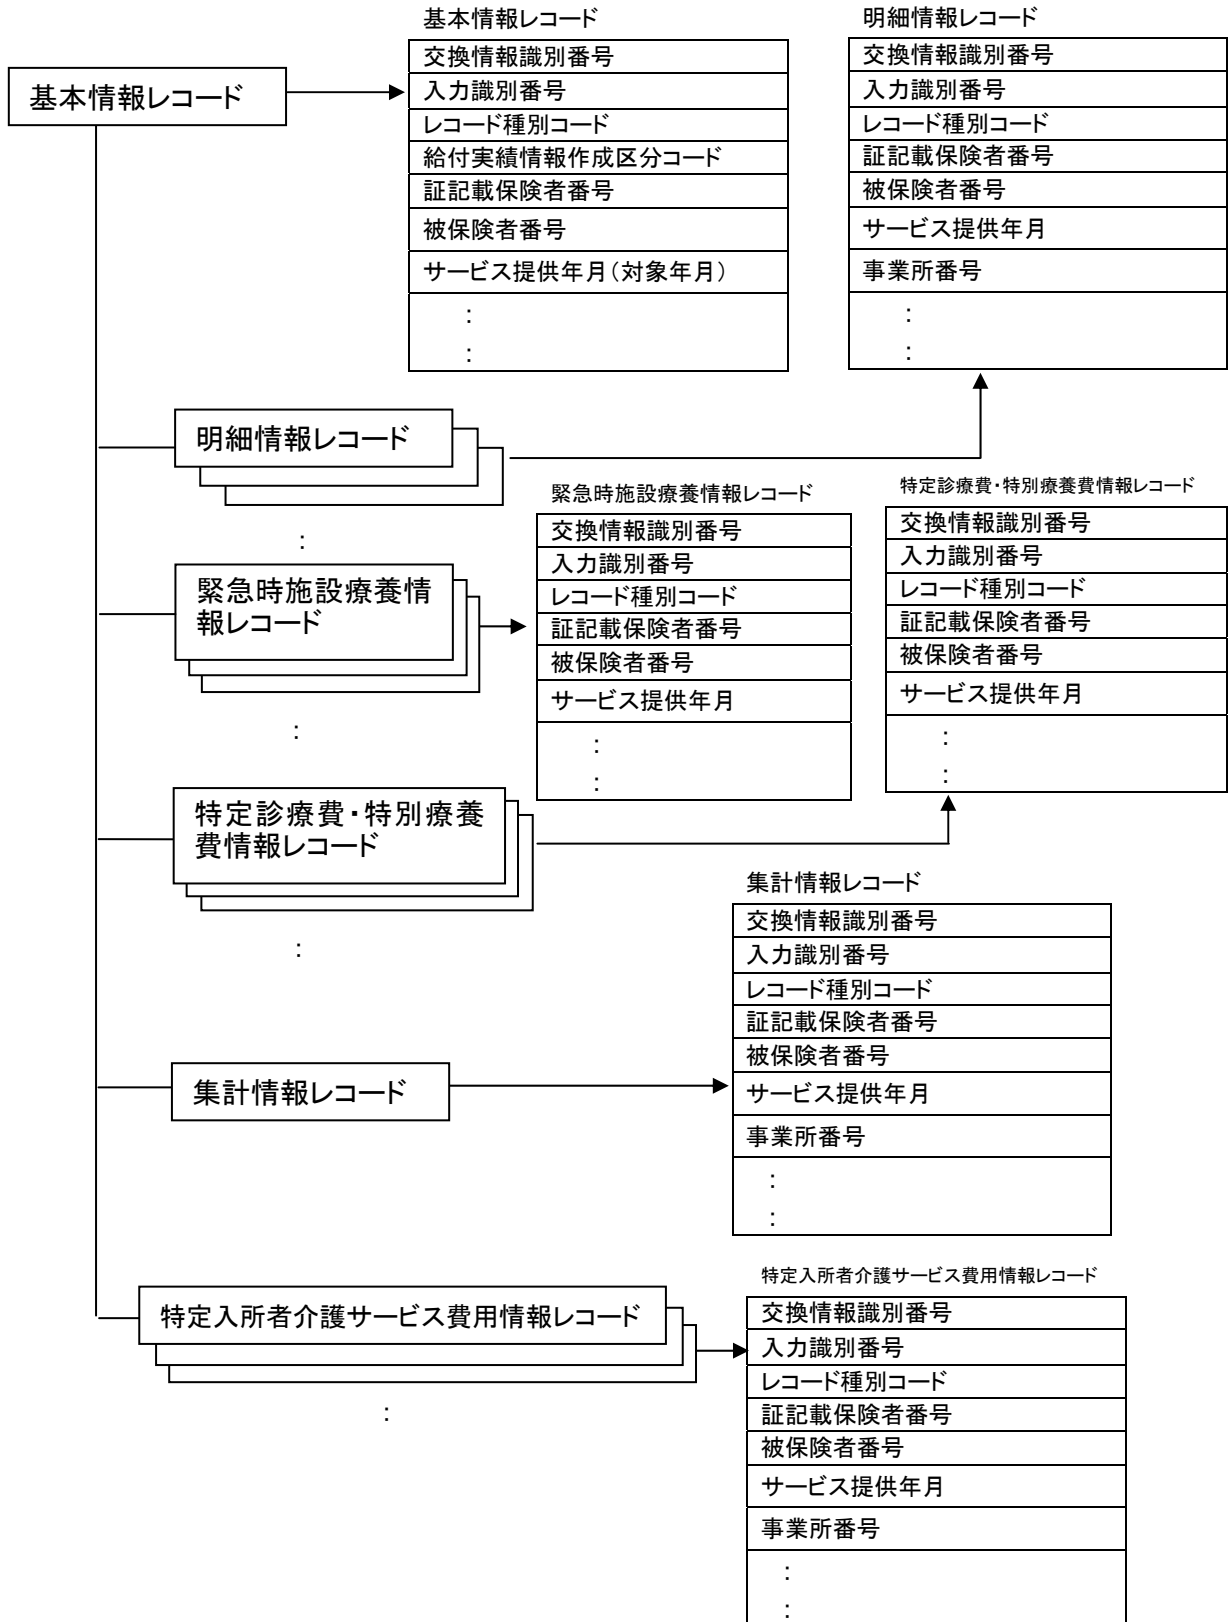 基本情報レコード
基本情報レコード
交換情報識別番号
入力識別番号
レコード種別コード
給付実績情報作成区分コード
証記載保険者番号
被保険者番号
サービス提供年月(対象年月)
:
:
明細情報レコード
交換情報識別番号
入力識別番号
レコード種別コード
証記載保険者番号
被保険者番号
サービス提供年月
事業所番号
:
:
明細情報レコード
:
緊急時施設療養情
報レコード
:
緊急時施設療養情報レコード
交換情報識別番号
入力識別番号
レコード種別コード
証記載保険者番号
被保険者番号
サービス提供年月
:
:
特定診療費・特別療養費情報レコード
交換情報識別番号
入力識別番号
レコード種別コード
証記載保険者番号
被保険者番号
サービス提供年月
:
:
特定診療費・特別療養
費情報レコード
:
集計情報レコード
集計情報レコード
交換情報識別番号
入力識別番号
レコード種別コード
証記載保険者番号
被保険者番号
サービス提供年月
事業所番号
:
:
特定入所者介護サービス費用情報レコード
:
特定入所者介護サービス費用情報レコード
交換情報識別番号
入力識別番号
レコード種別コード
証記載保険者番号
被保険者番号
サービス提供年月
事業所番号
:
: